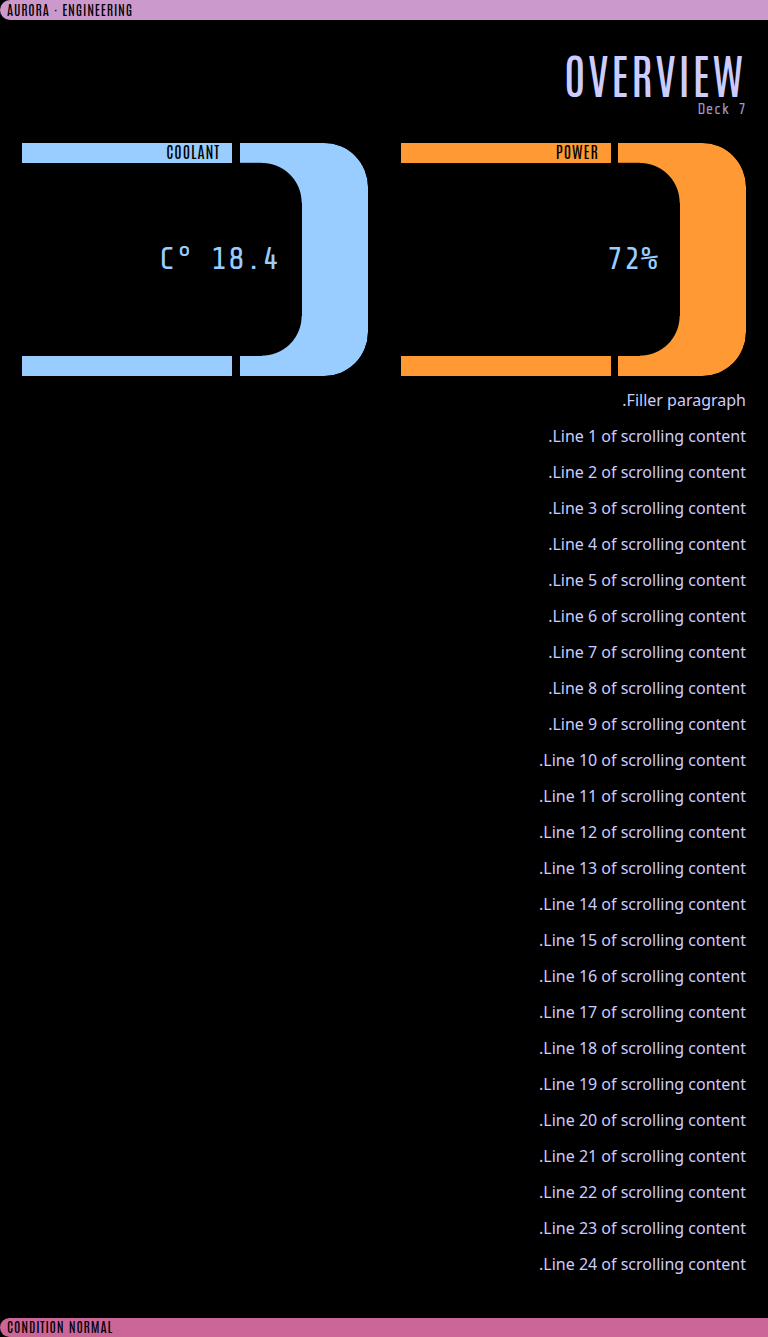 AURORA · ENGINEERING
OVERVIEW
Deck 7
COOLANT
POWER
C° 18.4
72%
.Filler paragraph
.Line 1 of scrolling content
.Line 2 of scrolling content
.Line 3 of scrolling content
.Line 4 of scrolling content
.Line 5 of scrolling content
.Line 6 of scrolling content
.Line 7 of scrolling content
.Line 8 of scrolling content
.Line 9 of scrolling content
.Line 10 of scrolling content
.Line 11 of scrolling content
.Line 12 of scrolling content
.Line 13 of scrolling content
.Line 14 of scrolling content
.Line 15 of scrolling content
.Line 16 of scrolling content
.Line 17 of scrolling content
.Line 18 of scrolling content
.Line 19 of scrolling content
.Line 20 of scrolling content
.Line 21 of scrolling content
.Line 22 of scrolling content
.Line 23 of scrolling content
.Line 24 of scrolling content
CONDITION NORMAL